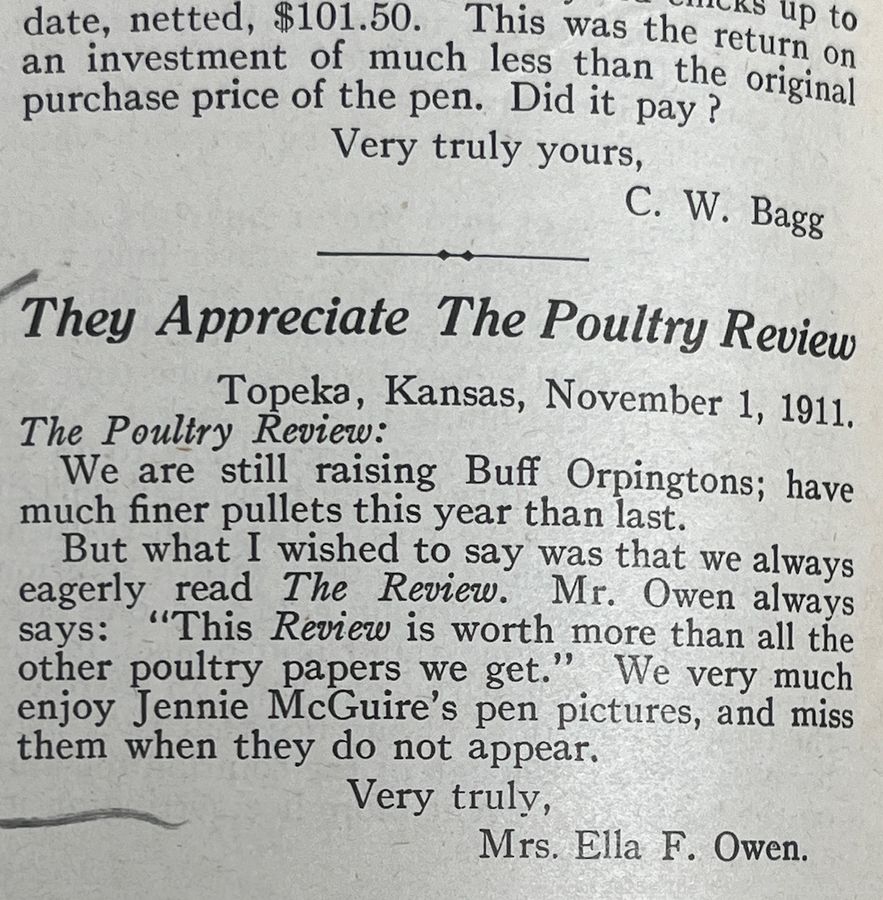 date, netted, $101.50. This was the return on
an investment of much less than the original
purchase price of the pen. Did it pay?
Very truly yours,
C. W. Bagg
They Appreciate The Poultry Review
Topeka, Kansas, November 1, 1911.
The Poultry Review:
We are still raising Buff Orpingtons; have
much finer pullets this year than last.
But what I wished to say was that we always
eagerly read The Review. Mr. Owen always
says: “This Review is worth more than all the
other poultry papers we get.” We very much
enjoy Jennie McGuire’s pen pictures, and miss
them when they do not appear.
Very truly,
Mrs. Ella F. Owen.